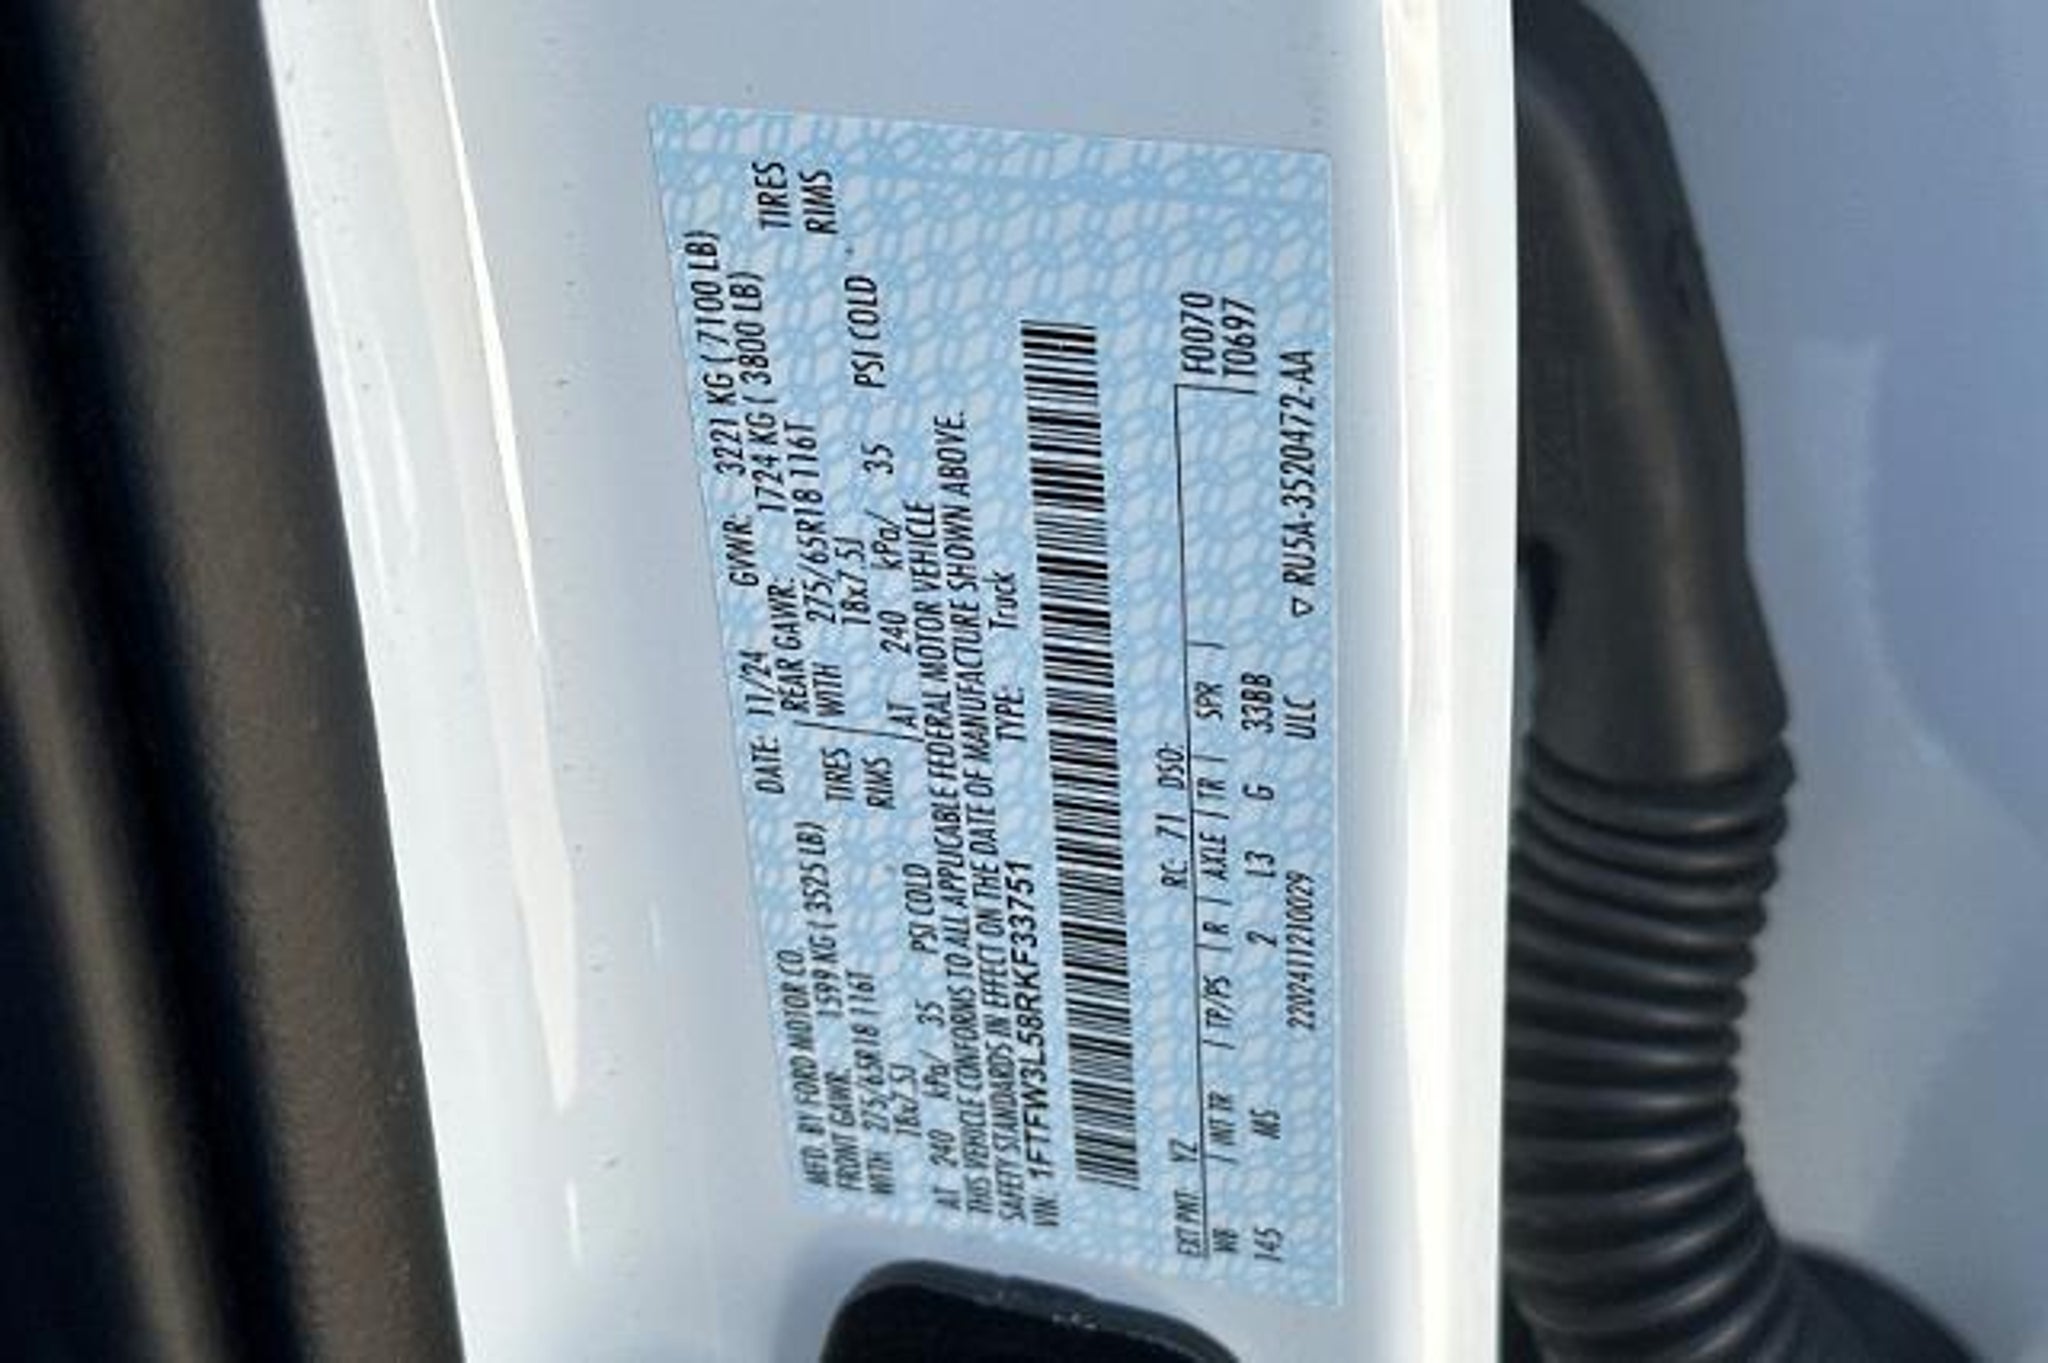 MFD. BY FORD MOTOR CO. DATE: 11/24 GVWR: 3221 KG ( 7100 LB)
FRONT GAWR: 1599 KG ( 3525 LB) REAR GAWR: 1724 KG ( 3800 LB)
WITH 275/65R18 116T TIRES WITH 275/65R18 116T TIRES
18x7.5J RIMS 18x7.5J RIMS
AT 240 kPa/ 35 PSI COLD AT 240 kPa/ 35 PSI COLD
THIS VEHICLE CONFORMS TO ALL APPLICABLE FEDERAL MOTOR VEHICLE
SAFETY STANDARDS IN EFFECT ON THE DATE OF MANUFACTURE SHOWN ABOVE.
VIN: 1FTFW3L58RKF33751 TYPE: Truck
EXT PNT: YZ RC: 71 DSO: F0070
WB | INT TR | TP/PS | R | AXLE | TR | SPR | T0697
145 MS 2 L3 G 33BB
2202411210029 ULC ▽ RU5A-3520472-AA